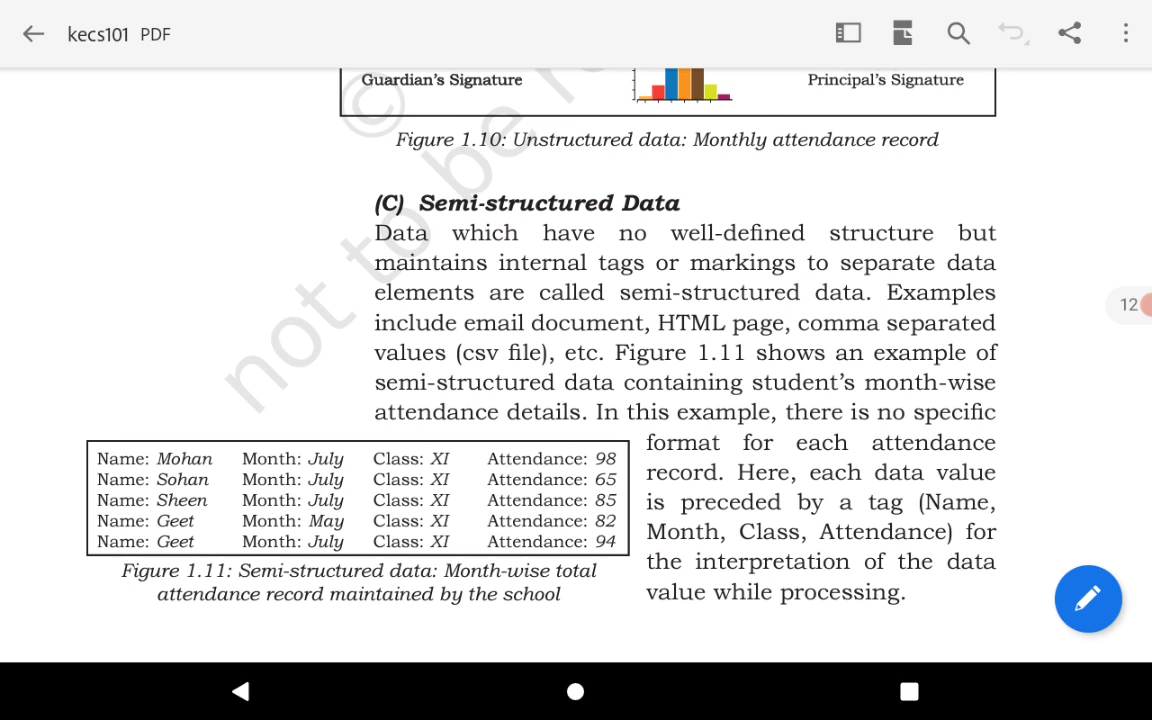 kecs101 PDF
Guardian's Signature Principal's Signature
Figure 1.10: Unstructured data: Monthly attendance record
(C) Semi-structured Data
Data which have no well-defined structure but
maintains internal tags or markings to separate data
elements are called semi-structured data. Examples
include email document, HTML page, comma separated
values (csv file), etc. Figure 1.11 shows an example of
semi-structured data containing student's month-wise
attendance details. In this example, there is no specific
format for each attendance
record. Here, each data value
is preceded by a tag (Name,
Month, Class, Attendance) for
the interpretation of the data
value while processing.
Name: Mohan Month: July Class: XI Attendance: 98
Name: Sohan Month: July Class: XI Attendance: 65
Name: Sheen Month: July Class: XI Attendance: 85
Name: Geet Month: May Class: XI Attendance: 82
Name: Geet Month: July Class: XI Attendance: 94
Figure 1.11: Semi-structured data: Month-wise total
attendance record maintained by the school
12
© not to be